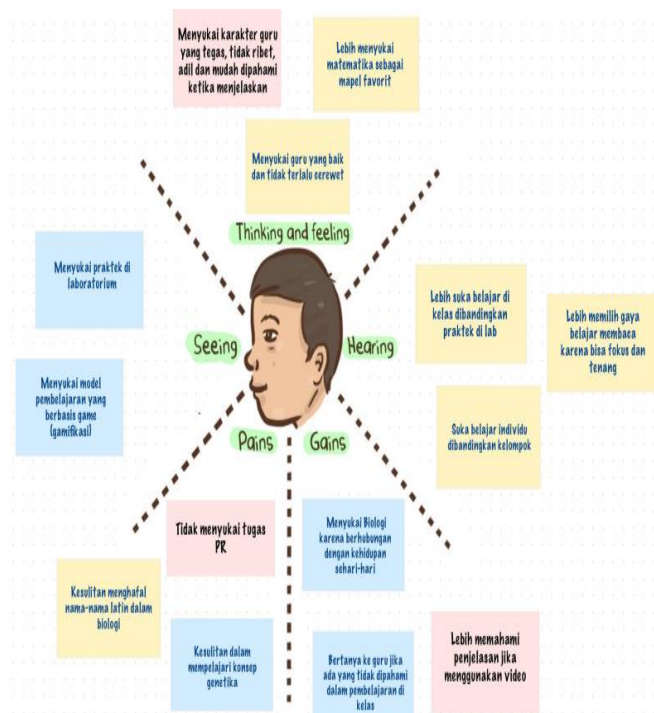 Menyukai karakter guru
yang tegas, tidak ribet,
adil dan mudah dipahami
ketika menjelaskan
Lebih menyukai
matematika sebagai
mapel favorit
Menyukai guru yang baik
dan tidak terlalu cerewet
Thinking and feeling
Menyukai praktek di
laboratorium
Seeing
Menyukai model
pembelajaran yang
berbasis game
(gamifikasi)
Hearing
Lebih suka belajar di
kelas dibandingkan
praktek di lab
Lebih memilih gaya
belajar membaca
karena bisa fokus dan
tenang
Suka belajar individu
dibandingkan kelompok
Pains
Tidak menyukai tugas
PR
Kesulitan menghafal
nama-nama latin dalam
biologi
Kesulitan dalam
mempelajari konsep
genetika
Gains
Menyukai Biologi
karena berhubungan
dengan kehidupan
sehari-hari
Bertanya ke guru jika
ada yang tidak dipahami
dalam pembelajaran di
kelas
Lebih memahami
penjelasan jika
menggunakan video